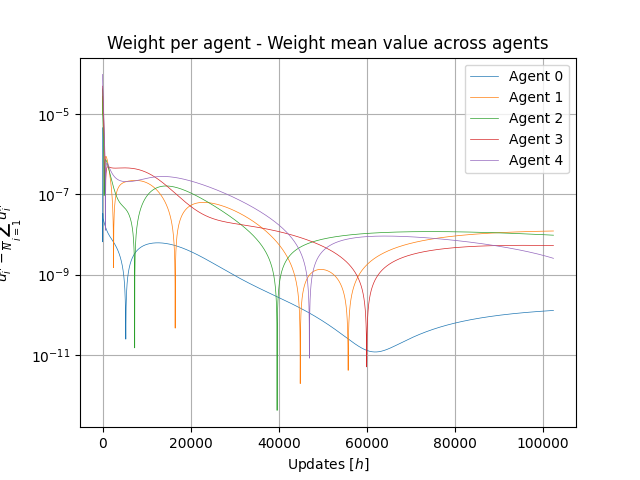 Weight per agent - Weight mean value across agents
Agent 0
Agent 1
Agent 2
Agent 3
Agent 4
10⁻⁵
10⁻⁷
10⁻⁹
10⁻¹¹
0 20000 40000 60000 80000 100000
Updates [h]